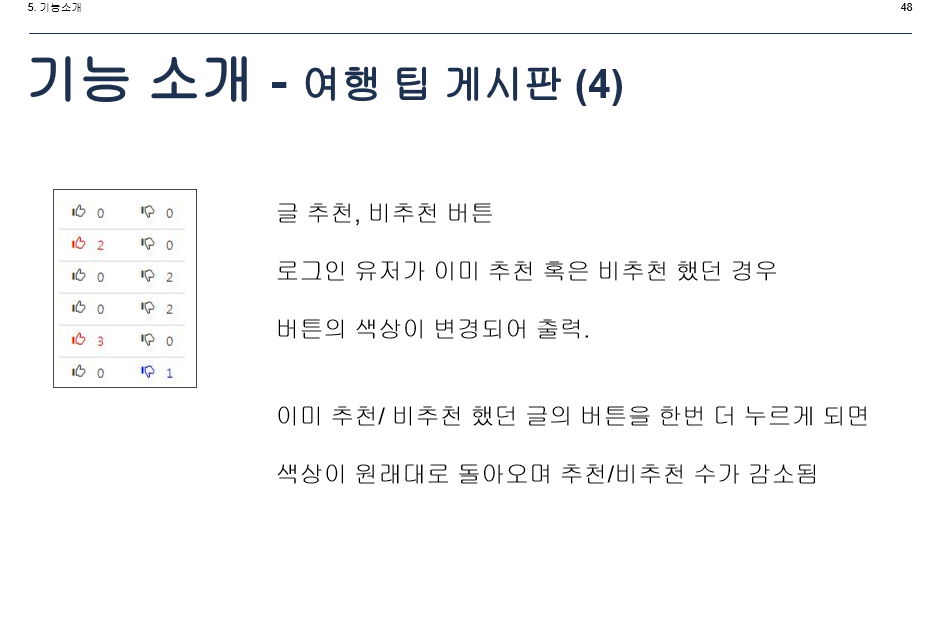 5. 기능소개
48
기능 소개 - 여행 팁 게시판 (4)
0 0
2 0
0 2
0 2
3 0
0 1
글 추천, 비추천 버튼
로그인 유저가 이미 추천 혹은 비추천 했던 경우
버튼의 색상이 변경되어 출력.
이미 추천/ 비추천 했던 글의 버튼을 한번 더 누르게 되면
색상이 원래대로 돌아오며 추천/비추천 수가 감소됨